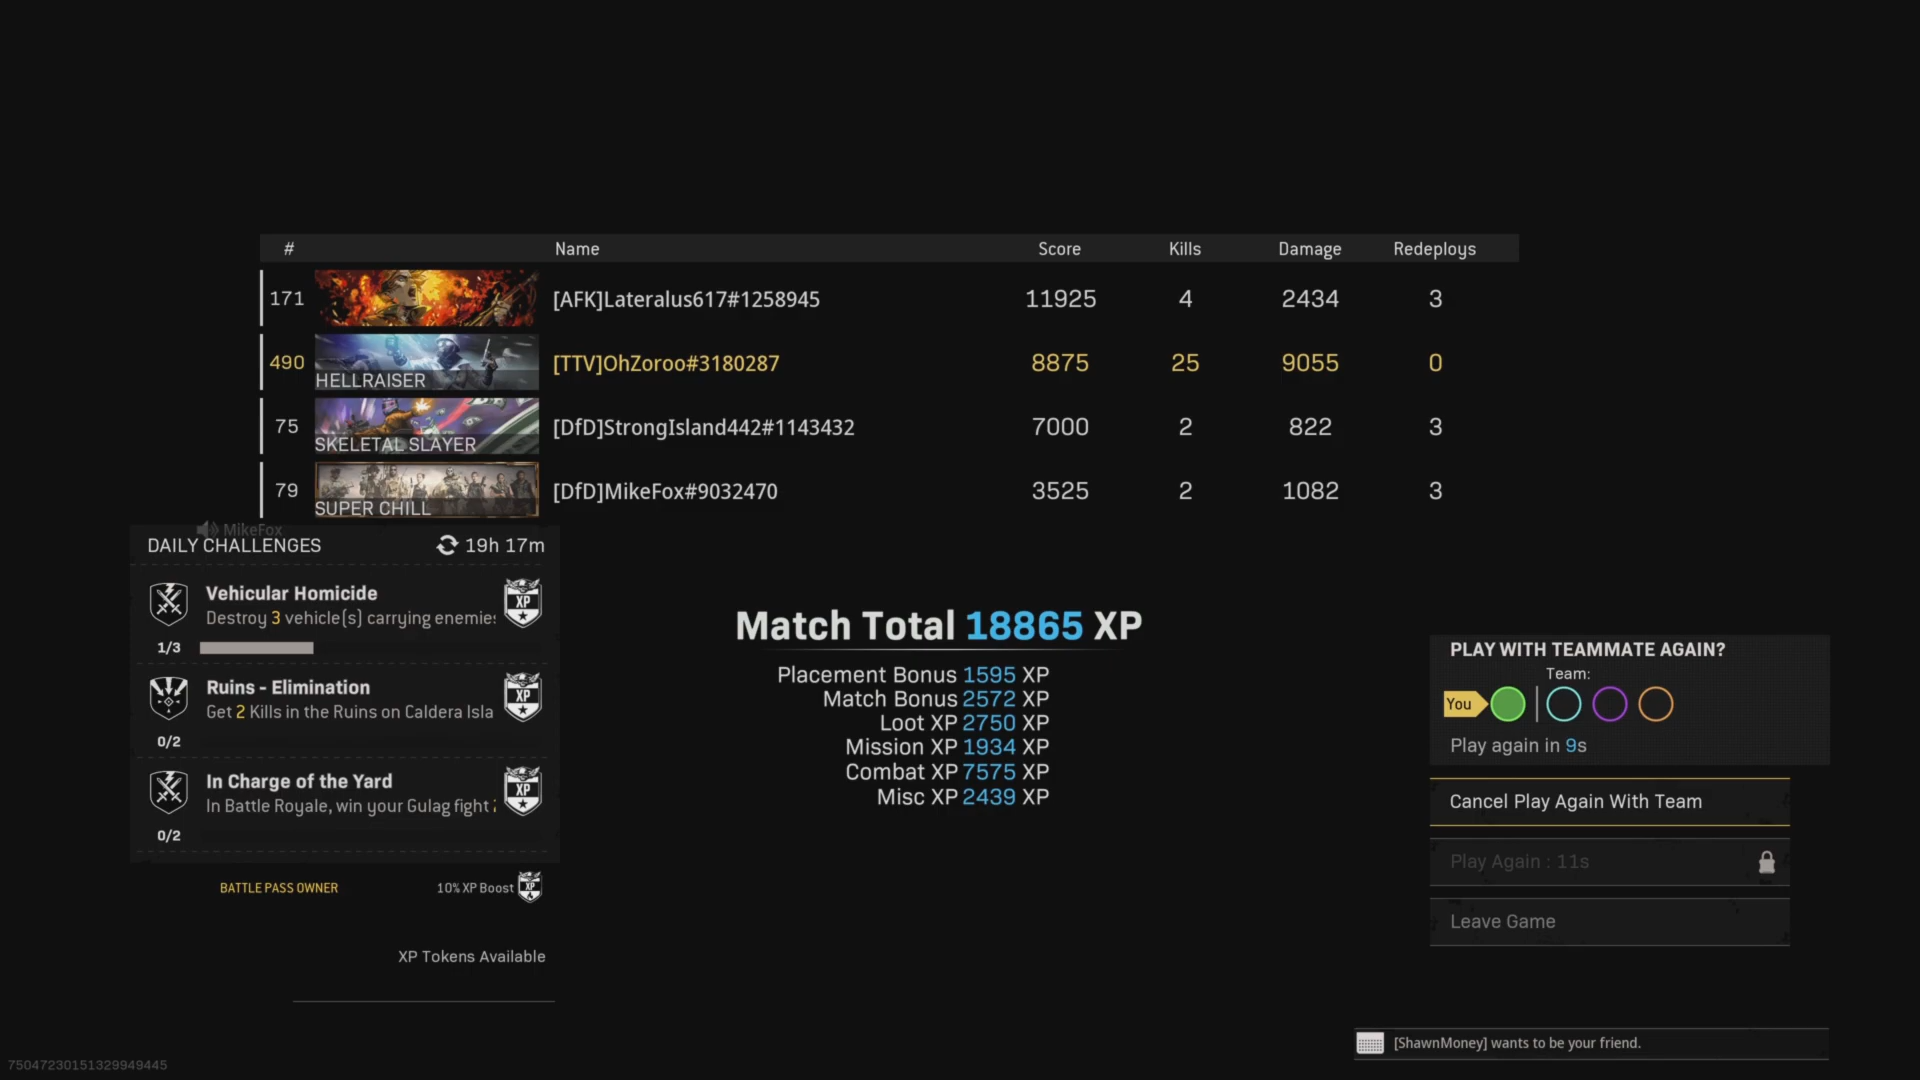 # Name Score Kills Damage Redeploys
171 [AFK]Lateralus617#1258945 11925 4 2434 3
490 HELLRAISER [TTV]OhZoroo#3180287 8875 25 9055 0
75 SKELETAL SLAYER [DfD]StrongIsland442#1143432 7000 2 822 3
79 SUPER CHILL [DfD]MikeFox#9032470 3525 2 1082 3
MikeFox
DAILY CHALLENGES 19h 17m
Vehicular Homicide
Destroy 3 vehicle(s) carrying enemies
XP
1/3
Ruins - Elimination
Get 2 Kills in the Ruins on Caldera Isla
XP
0/2
In Charge of the Yard
In Battle Royale, win your Gulag fight 2
XP
0/2
BATTLE PASS OWNER 10% XP Boost XP
XP Tokens Available
Match Total 18865 XP
Placement Bonus 1595 XP
Match Bonus 2572 XP
Loot XP 2750 XP
Mission XP 1934 XP
Combat XP 7575 XP
Misc XP 2439 XP
PLAY WITH TEAMMATE AGAIN?
Team:
You
Play again in 9s
Cancel Play Again With Team
Play Again : 11s
Leave Game
[ShawnMoney] wants to be your friend.
75047230151329949445